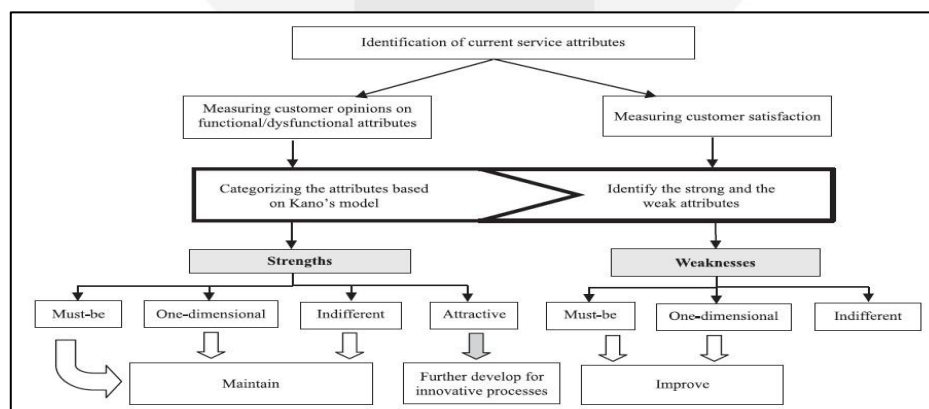 Identification of current service attributes
Measuring customer opinions on
functional/dysfunctional attributes
Measuring customer satisfaction
Categorizing the attributes based
on Kano's model
Identify the strong and the
weak attributes
Strengths
Weaknesses
Must-be
One-dimensional
Indifferent
Attractive
Must-be
One-dimensional
Indifferent
Maintain
Further develop for
innovative processes
Improve